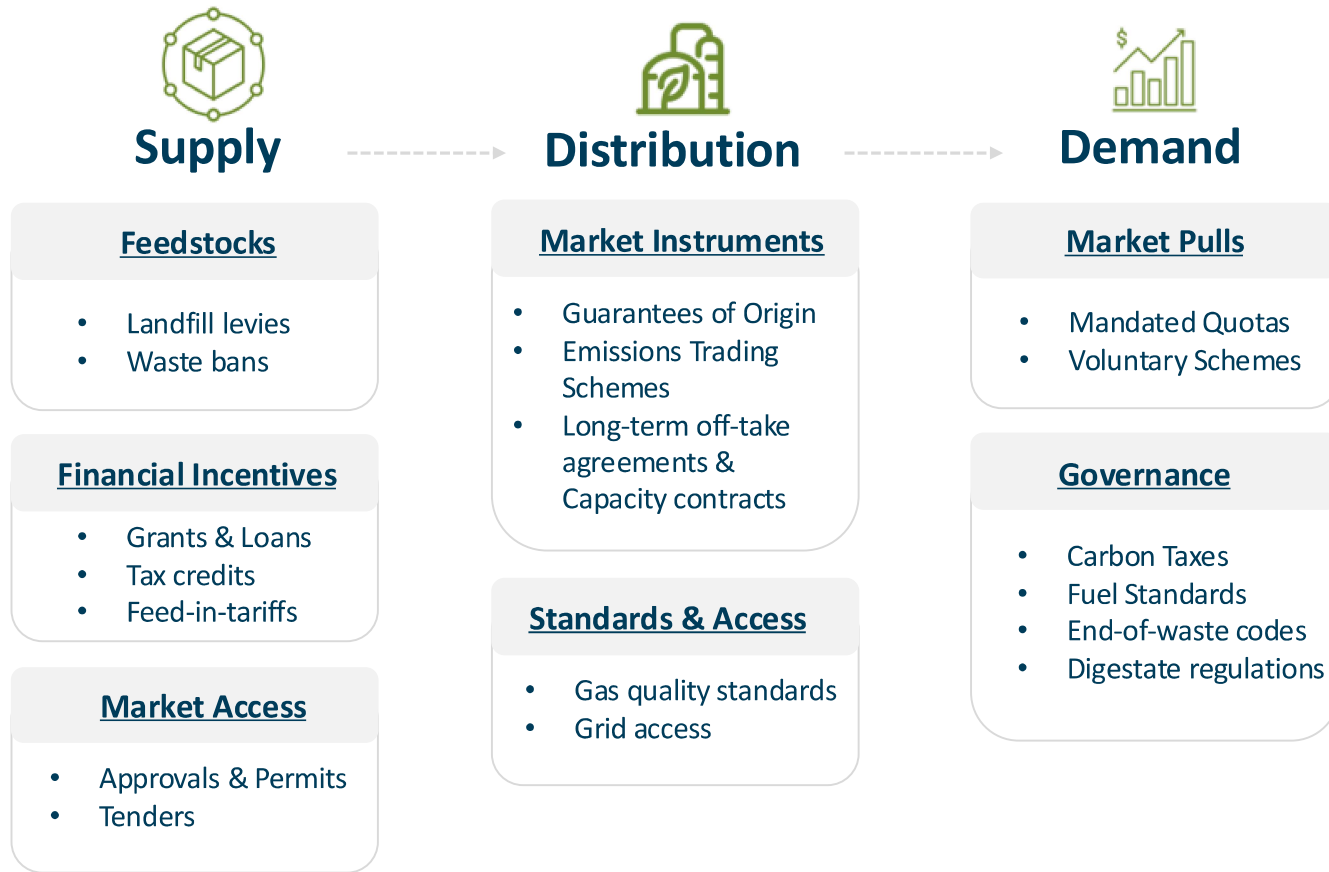 $
Supply
Distribution
Demand
Feedstocks
• Landfill levies
• Waste bans
Financial Incentives
• Grants & Loans
• Tax credits
• Feed-in-tariffs
Market Access
• Approvals & Permits
• Tenders
Market Instruments
• Guarantees of Origin
• Emissions Trading
Schemes
• Long-term off-take
agreements &
Capacity contracts
Standards & Access
• Gas quality standards
• Grid access
Market Pulls
• Mandated Quotas
• Voluntary Schemes
Governance
• Carbon Taxes
• Fuel Standards
• End-of-waste codes
• Digestate regulations